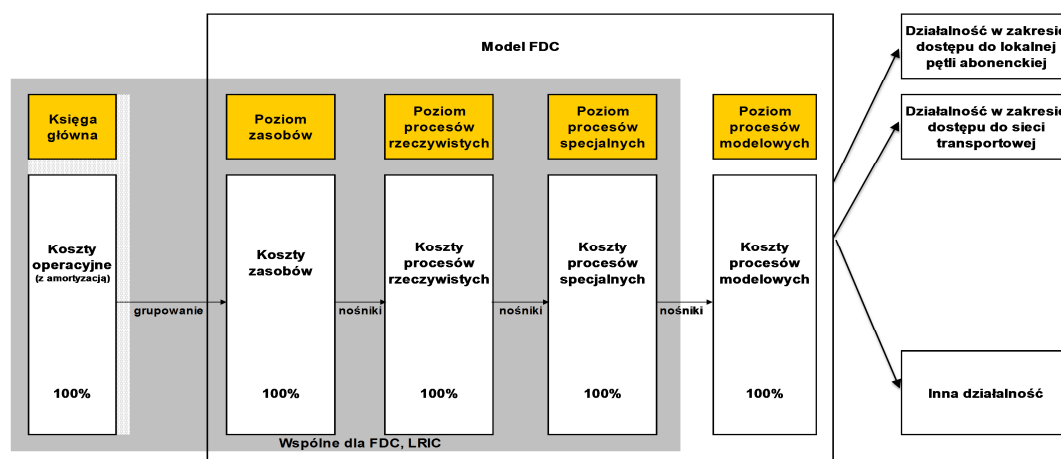 Model FDC
Księga
główna
Poziom
zasobów
Poziom
procesów
rzeczywistych
Poziom
procesów
specjalnych
Poziom
procesów
modelowych
Koszty
operacyjne
(z amortyzacją)
Koszty
zasobów
Koszty
procesów
rzeczywistych
Koszty
procesów
specjalnych
Koszty
procesów
modelowych
grupowanie
nośniki
nośniki
nośniki
100%
100%
100%
100%
100%
Wspólne dla FDC, LRIC
Działalność w zakresie
dostępu do lokalnej
pętli abonenckiej
Działalność w zakresie
dostępu do sieci
transportowej
Inna działalność